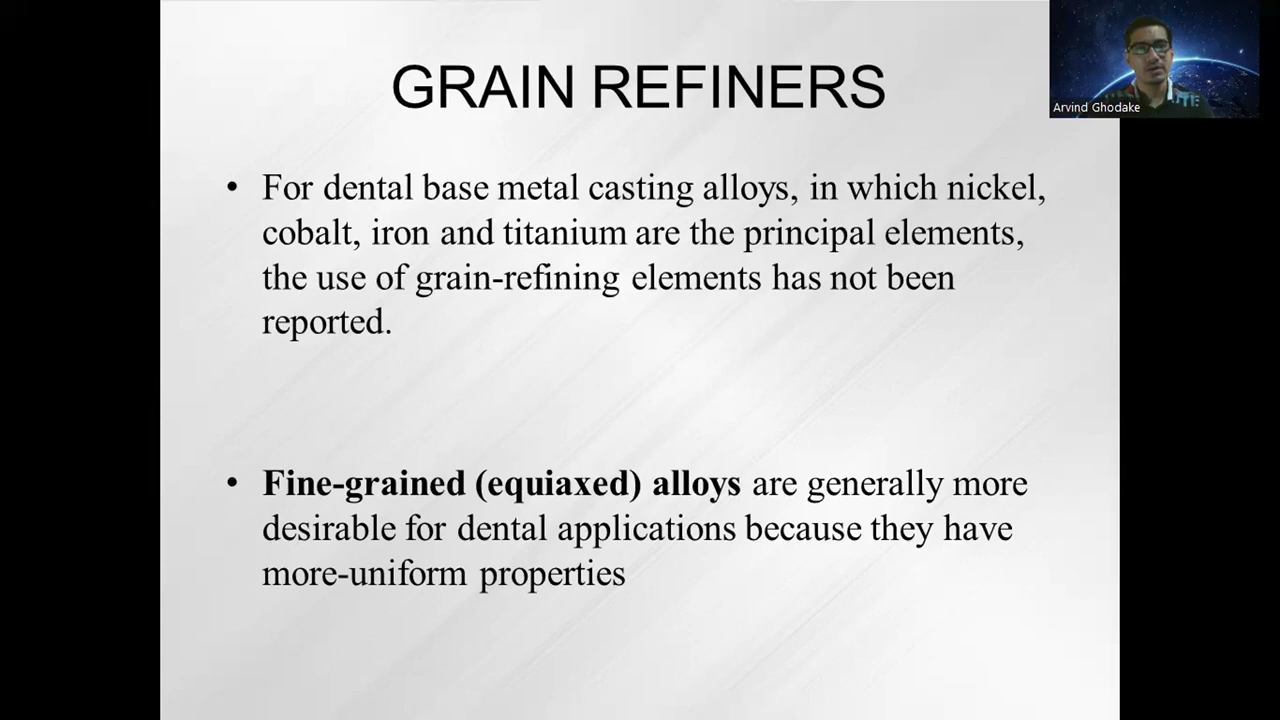 GRAIN REFINERS
Arvind Ghodake
• For dental base metal casting alloys, in which nickel,
cobalt, iron and titanium are the principal elements,
the use of grain-refining elements has not been
reported.
• Fine-grained (equiaxed) alloys are generally more
desirable for dental applications because they have
more-uniform properties